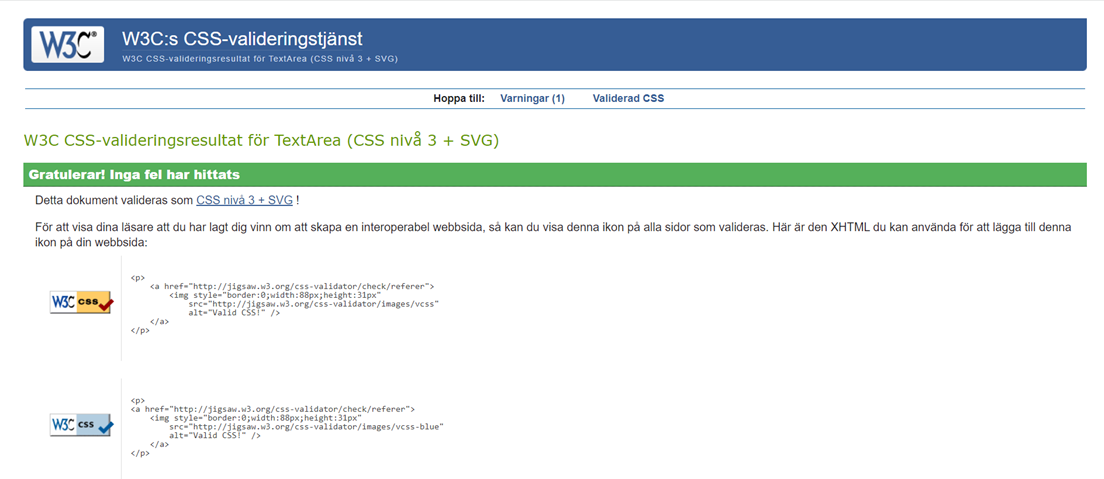 W3C®
W3C:s CSS-valideringstjänst
W3C CSS-valideringsresultat för TextArea (CSS nivå 3 + SVG)
Hoppa till: Varningar (1) Validerad CSS
W3C CSS-valideringsresultat för TextArea (CSS nivå 3 + SVG)
Gratulerar! Inga fel har hittats
Detta dokument valideras som CSS nivå 3 + SVG !
För att visa dina läsare att du har lagt dig vinn om att skapa en interoperabel webbsida, så kan du visa denna ikon på alla sidor som valideras. Här är den XHTML du kan använda för att lägga till denna
ikon på din webbsida:
W3C css
<p>
<a href="http://jigsaw.w3.org/css-validator/check/referer">
<img style="border:0;width:88px;height:31px"
src="http://jigsaw.w3.org/css-validator/images/vcss"
alt="Valid CSS!" />
</a>
</p>
W3C css
<p>
<a href="http://jigsaw.w3.org/css-validator/check/referer">
<img style="border:0;width:88px;height:31px"
src="http://jigsaw.w3.org/css-validator/images/vcss-blue"
alt="Valid CSS!" />
</a>
</p>